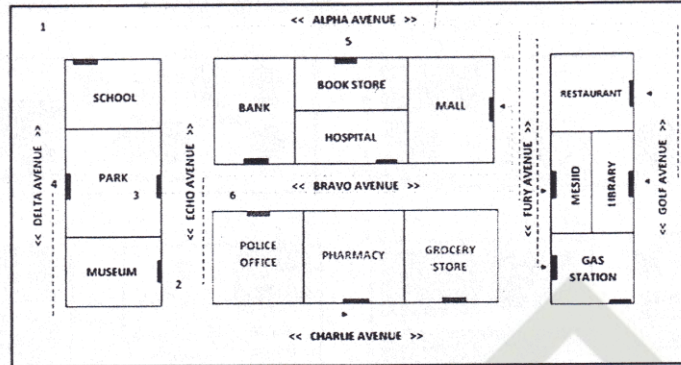 1
<< ALPHA AVENUE >>
5
SCHOOL
BANK
BOOK STORE
HOSPITAL
MALL
RESTAURANT
<< DELTA AVENUE >>
4
PARK
3
<< ECHO AVENUE >>
6
<< BRAVO AVENUE >>
<< FURY AVENUE >>
MESJID
LIBRARY
<< GOLF AVENUE >>
MUSEUM
2
POLICE
OFFICE
PHARMACY
GROCERY
STORE
GAS
STATION
<< CHARLIE AVENUE >>